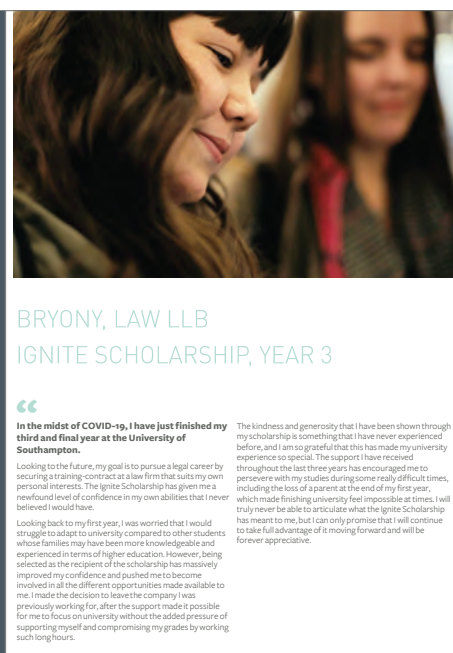 BRYONY, LAW LLB
IGNITE SCHOLARSHIP, YEAR 3
“
In the midst of COVID-19, I have just finished my
third and final year at the University of
Southampton.
Looking to the future, my goal is to pursue a legal career by
securing a training-contract at a law firm that suits my own
personal interests. The Ignite Scholarship has given me a
newfound level of confidence in my own abilities that I never
believed I would have.
Looking back to my first year, I was worried that I would
struggle to adapt to university compared to other students
whose families may have been more knowledgeable and
experienced in terms of higher education. However, being
selected as the recipient of the scholarship has massively
improved my confidence and pushed me to become
involved in all the different opportunities made available to
me. I made the decision to leave the company I was
previously working for, after the support made it possible
for me to focus on university without the added pressure of
supporting myself and compromising my grades by working
such long hours.
The kindness and generosity that I have been shown through
my scholarship is something that I have never experienced
before, and I am so grateful that this has made my university
experience so special. The support I have received
throughout the last three years has encouraged me to
persevere with my studies during some really difficult times,
including the loss of a parent at the end of my first year,
which made finishing university feel impossible at times. I will
truly never be able to articulate what the Ignite Scholarship
has meant to me, but I can only promise that I will continue
to take full advantage of it moving forward and will be
forever appreciative.